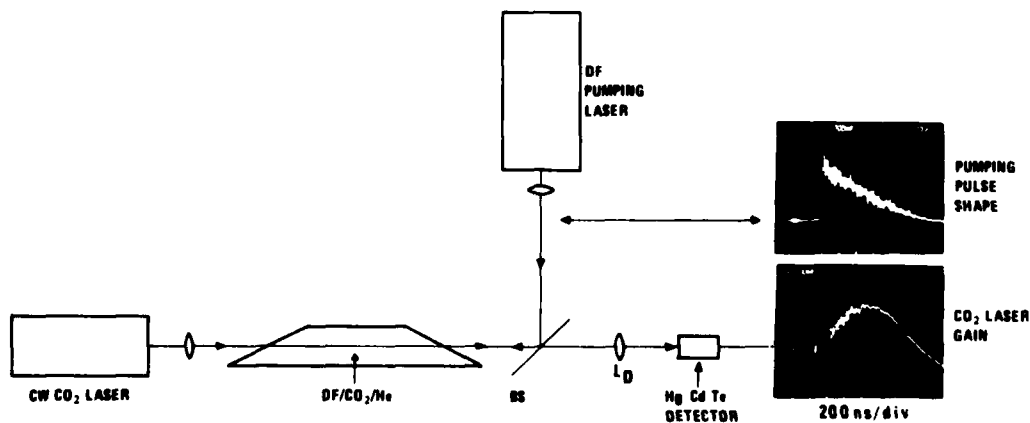 DF
PUMPING
LASER
PUMPING
PULSE
SHAPE
CO₂ LASER
GAIN
CW CO₂ LASER
DF/CO₂/He
BS
L_D
Hg Cd Te
DETECTOR
200 ns/div